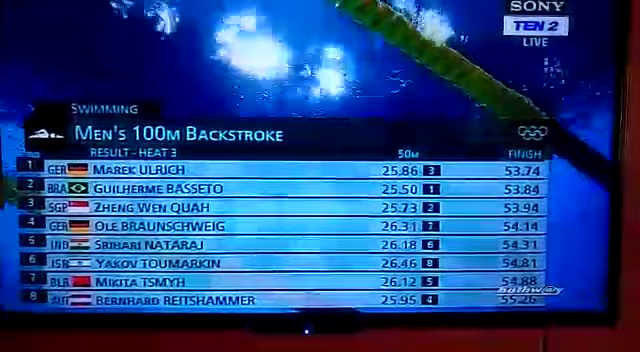 SONY
TEN 2
LIVE
SWIMMING
MEN'S 100M BACKSTROKE
RESULT - HEAT 3 50M FINISH
1 GER MAREK ULRICH 25.86 3 53.74
2 BRA GUILHERME BASSETO 25.50 1 53.84
3 SGP ZHENG WEN QUAH 25.73 2 53.94
4 GER OLE BRAUNSCHWEIG 26.31 7 54.14
5 IND SRIHARI NATARAJ 26.18 6 54.31
6 ISR YAKOV TOUMARKIN 26.46 8 54.81
7 BLR MIKITA TSMYH 26.12 5 54.88
8 AUT BERNHARD REITSHAMMER 25.95 4 55.26
hathway